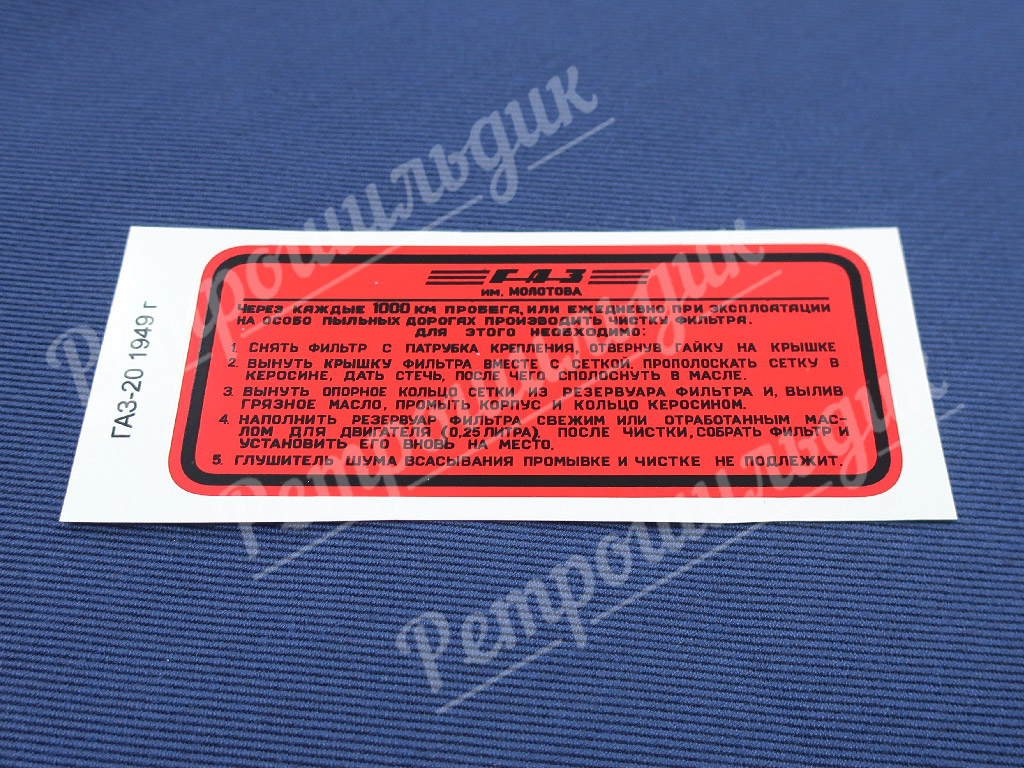 ГАЗ
ИМ. МОЛОТОВА
ЧЕРЕЗ КАЖДЫЕ 1000 КМ ПРОБЕГА, ИЛИ ЕЖЕДНЕВНО, ПРИ ЭКСПЛОАТАЦИИ
НА ОСОБО ПЫЛЬНЫХ ДОРОГАХ ПРОИЗВОДИТЬ ЧИСТКУ ФИЛЬТРА.
ДЛЯ ЭТОГО НЕОБХОДИМО:
1. СНЯТЬ ФИЛЬТР С ПАТРУБКА КРЕПЛЕНИЯ, ОТВЕРНУВ ГАЙКУ НА КРЫШКЕ
2. ВЫНУТЬ КРЫШКУ ФИЛЬТРА ВМЕСТЕ С СЕТКОЙ, ПРОПОЛОСКАТЬ СЕТКУ В
КЕРОСИНЕ, ДАТЬ СТЕЧЬ, ПОСЛЕ ЧЕГО СПОЛОСНУТЬ В МАСЛЕ.
3. ВЫНУТЬ ОПОРНОЕ КОЛЬЦО СЕТКИ ИЗ РЕЗЕРВУАРА ФИЛЬТРА И, ВЫЛИВ
ГРЯЗНОЕ МАСЛО, ПРОМЫТЬ КОРПУС И КОЛЬЦО КЕРОСИНОМ.
4. НАПОЛНИТЬ РЕЗЕРВУАР ФИЛЬТРА СВЕЖИМ ИЛИ ОТРАБОТАННЫМ МАС-
ЛОМ ДЛЯ ДВИГАТЕЛЯ (0,25 ЛИТРА). ПОСЛЕ ЧИСТКИ, СОБРАТЬ ФИЛЬТР И
УСТАНОВИТЬ ЕГО ВНОВЬ НА МЕСТО.
5. ГЛУШИТЕЛЬ ШУМА ВСАСЫВАНИЯ ПРОМЫВКЕ И ЧИСТКЕ НЕ ПОДЛЕЖИТ.
ГАЗ-20 1949 г
Ретрошильдик
Ретрошильдик
Ретрошильдик
Ретрошильдик